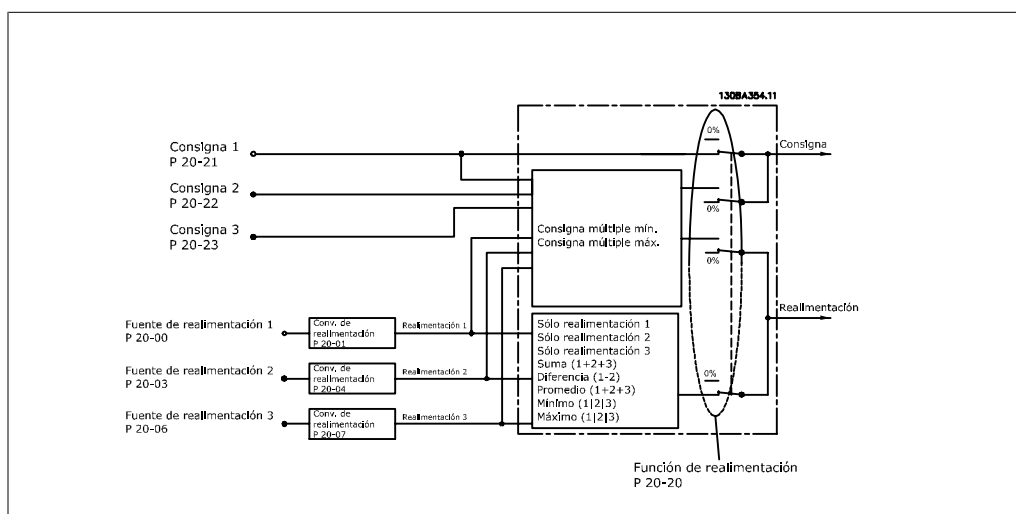 130BA354.11
0%
Consigna
Consigna 1
P 20-21
Consigna 2
P 20-22
0%
Consigna 3
P 20-23
Consigna múltiple mín.
Consigna múltiple máx.
0%
Realimentación
Fuente de realimentación 1
P 20-00
Conv. de
realimentación
P 20-01
Realimentación 1
Sólo realimentación 1
Sólo realimentación 2
Sólo realimentación 3
Suma (1+2+3)
Diferencia (1-2)
Promedio (1+2+3)
Mínimo (1|2|3)
Máximo (1|2|3)
0%
Fuente de realimentación 2
P 20-03
Conv. de
realimentación
P 20-04
Realimentación 2
Fuente de realimentación 3
P 20-06
Conv. de
realimentación
P 20-07
Realimentación 3
Función de realimentación
P 20-20